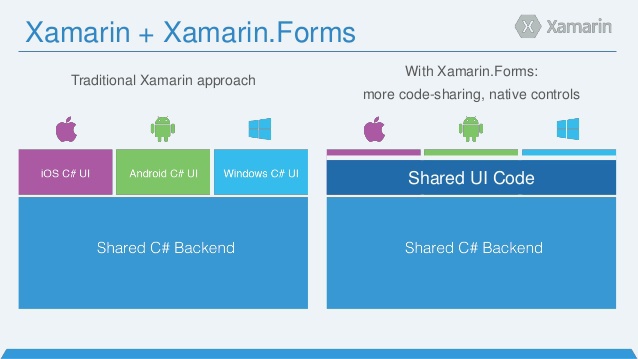 Xamarin + Xamarin.Forms
Xamarin
Traditional Xamarin approach
With Xamarin.Forms:
more code-sharing, native controls
iOS C# UI
Android C# UI
Windows C# UI
Shared C# Backend
Shared UI Code
Shared C# Backend